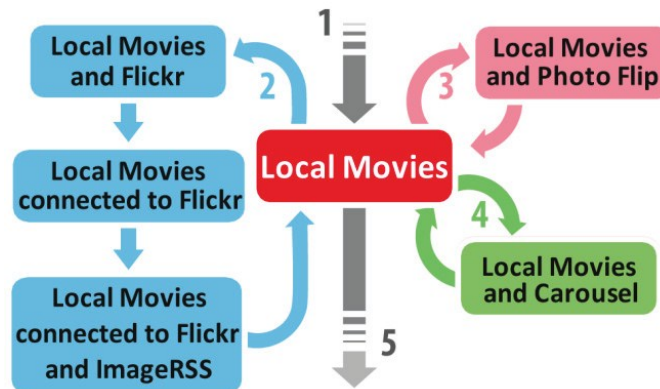 1
Local Movies
and Flickr
2
3
Local Movies
and Photo Flip
Local Movies
Local Movies
connected to Flickr
4
Local Movies
and Carousel
Local Movies
connected to Flickr
and ImageRSS
5